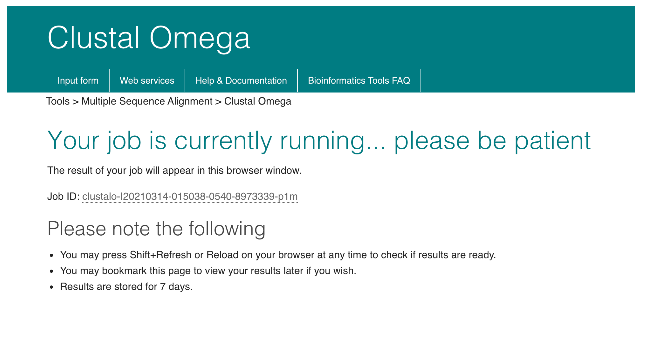 Clustal Omega
Input form
Web services
Help & Documentation
Bioinformatics Tools FAQ
Tools > Multiple Sequence Alignment > Clustal Omega
Your job is currently running... please be patient
The result of your job will appear in this browser window.
Job ID: clustalo-I20210314-015038-0540-8973339-p1m
Please note the following
• You may press Shift+Refresh or Reload on your browser at any time to check if results are ready.
• You may bookmark this page to view your results later if you wish.
• Results are stored for 7 days.